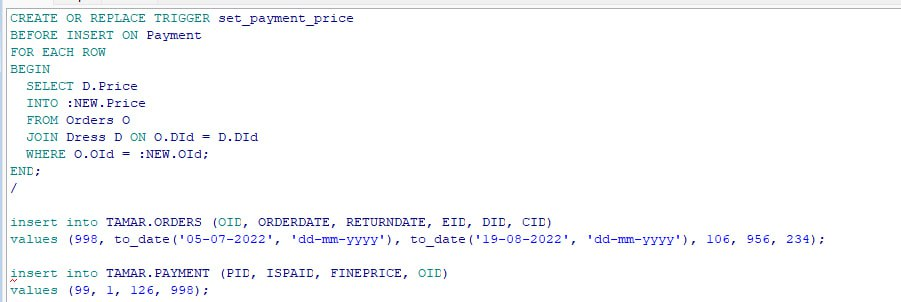 CREATE OR REPLACE TRIGGER set_payment_price
BEFORE INSERT ON Payment
FOR EACH ROW
BEGIN
  SELECT D.Price
  INTO :NEW.Price
  FROM Orders O
  JOIN Dress D ON O.DId = D.DId
  WHERE O.OId = :NEW.OId;
END;
/
insert into TAMAR.ORDERS (OID, ORDERDATE, RETURNDATE, EID, DID, CID)
values (998, to_date('05-07-2022', 'dd-mm-yyyy'), to_date('19-08-2022', 'dd-mm-yyyy'), 106, 956, 234);
insert into TAMAR.PAYMENT (PID, ISPAID, FINEPRICE, OID)
values (99, 1, 126, 998);